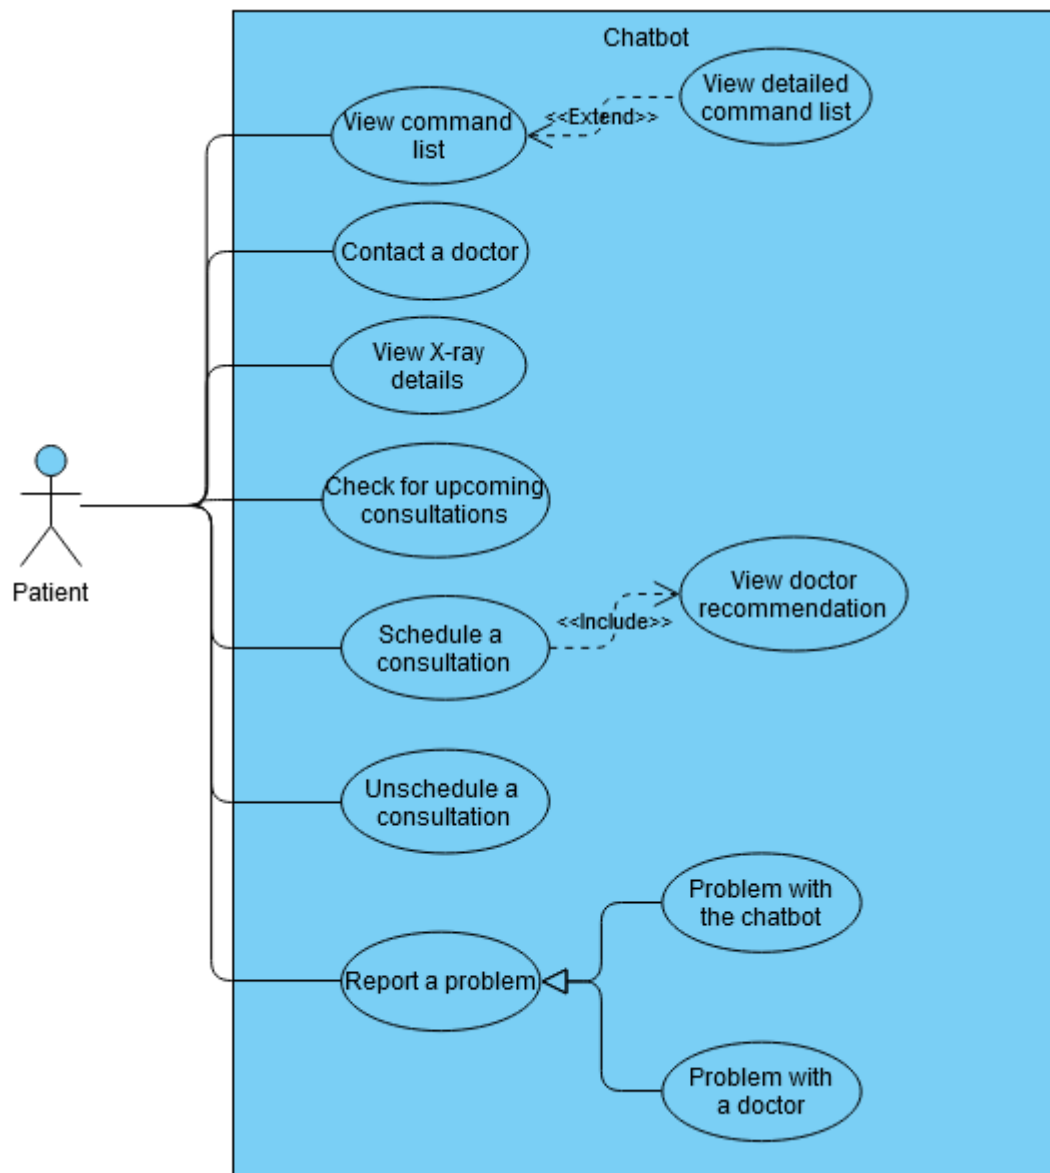 Chatbot
View detailed
command list
<<Extend>>
View command
list
Contact a doctor
View X-ray
details
Check for upcoming
consultations
Patient
View doctor
recommendation
<<Include>>
Schedule a
consultation
Unschedule a
consultation
Problem with
the chatbot
Report a problem
Problem with
a doctor